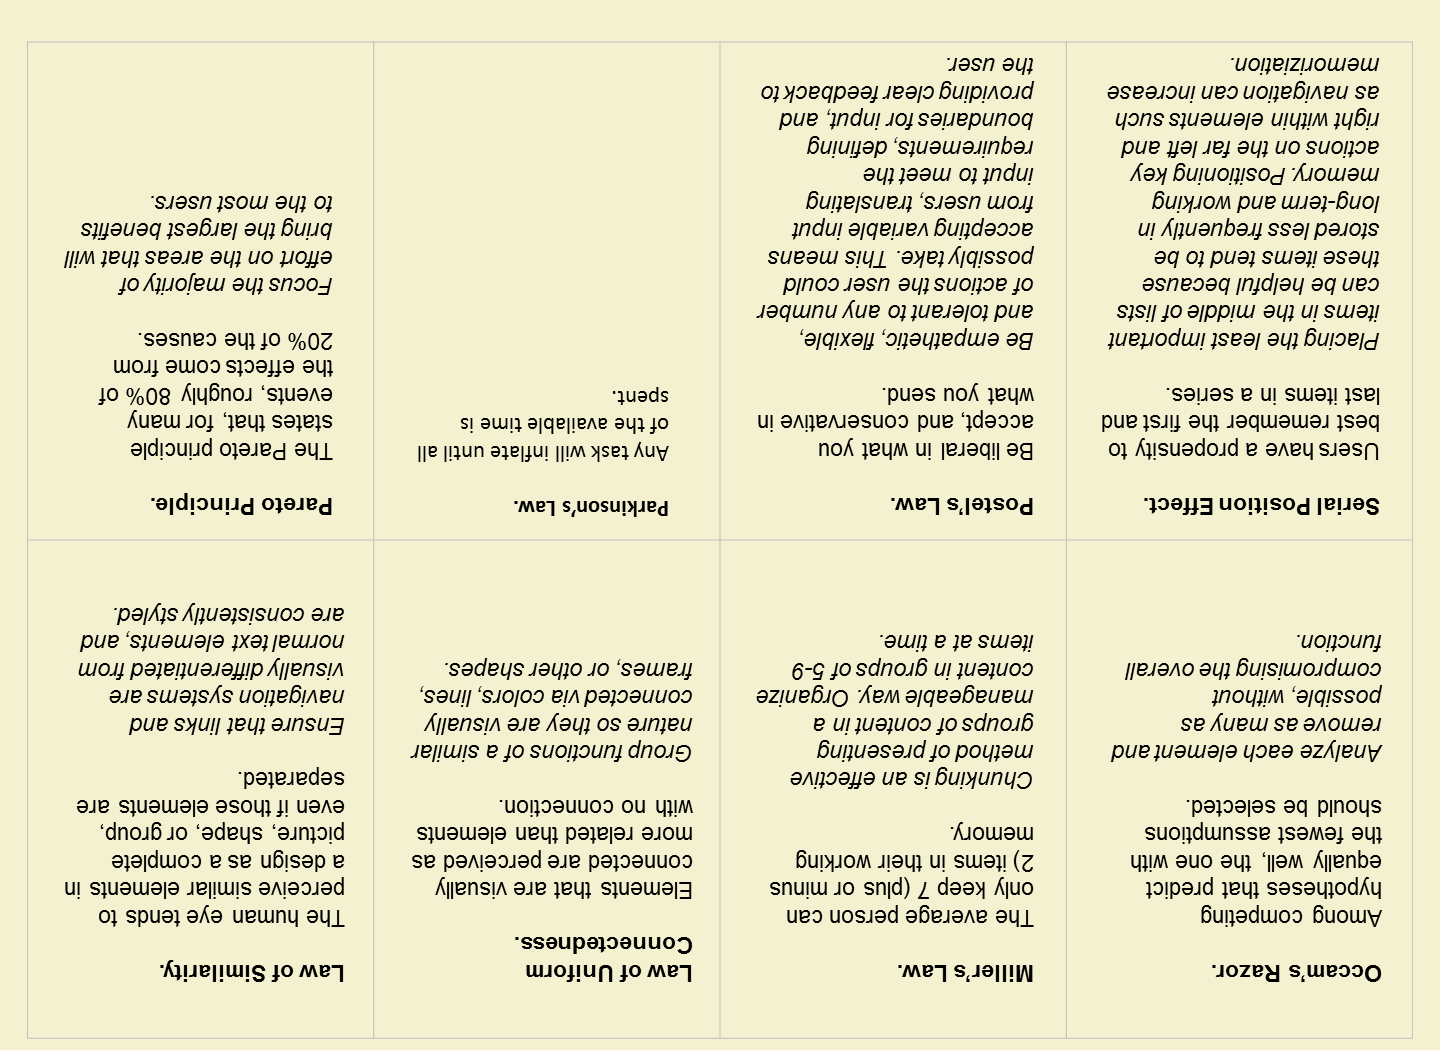 Occam's Razor.
Among competing
hypotheses that predict
equally well, the one with
the fewest assumptions
should be selected.
Analyze each element and
remove as many as
possible, without
compromising the overall
function.
Miller's Law.
The average person can
only keep 7 (plus or minus
2) items in their working
memory.
Chunking is an effective
method of presenting
groups of content in a
manageable way. Organize
content in groups of 5-9
items at a time.
Law of Uniform
Connectedness.
Elements that are visually
connected are perceived as
more related than elements
with no connection.
Group functions of a similar
nature so they are visually
connected via colors, lines,
frames, or other shapes.
Law of Similarity.
The human eye tends to
perceive similar elements in
a design as a complete
picture, shape, or group,
even if those elements are
separated.
Ensure that links and
navigation systems are
visually differentiated from
normal text elements, and
are consistently styled.
Serial Position Effect.
Users have a propensity to
best remember the first and
last items in a series.
Placing the least important
items in the middle of lists
can be helpful because
these items tend to be
stored less frequently in
long-term and working
memory. Positioning key
actions on the far left and
right within elements such
as navigation can increase
memoriziation.
Postel's Law.
Be liberal in what you
accept, and conservative in
what you send.
Be empathetic, flexible,
and tolerant to any number
of actions the user could
possibly take. This means
accepting variable input
from users, translating
input to meet the
requirements, defining
boundaries for input, and
providing clear feedback to
the user.
Parkinson's Law.
Any task will inflate until all
of the available time is
spent.
Pareto Principle.
The Pareto principle
states that, for many
events, roughly 80% of
the effects come from
20% of the causes.
Focus the majority of
effort on the areas that will
bring the largest benefits
to the most users.